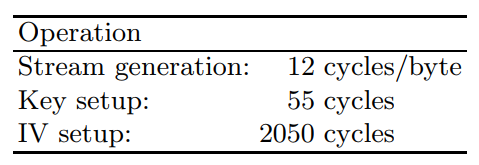 Operation
Stream generation: 12 cycles/byte
Key setup: 55 cycles
IV setup: 2050 cycles